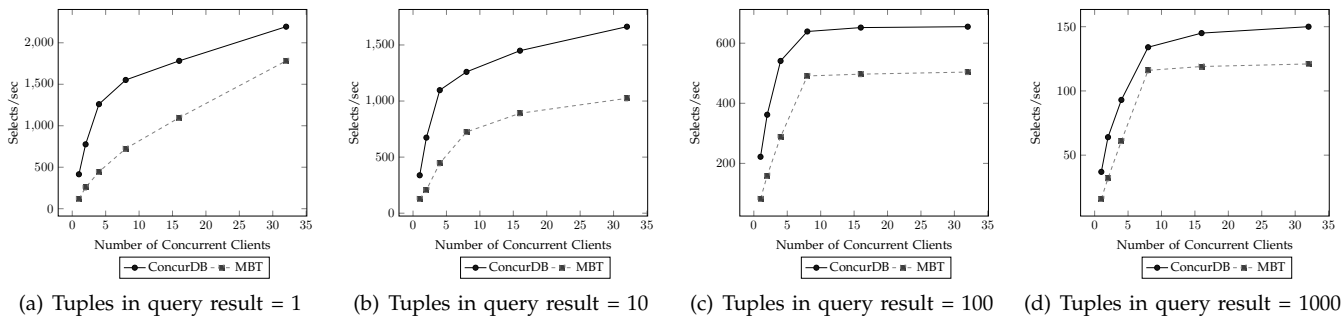 2,000
1,500
1,000
500
0
Selects/sec
0 5 10 15 20 25 30 35
Number of Concurrent Clients
ConcurDB MBT
(a) Tuples in query result = 1
1,500
1,000
500
0
Selects/sec
0 5 10 15 20 25 30 35
Number of Concurrent Clients
ConcurDB MBT
(b) Tuples in query result = 10
600
400
200
Selects/sec
0 5 10 15 20 25 30 35
Number of Concurrent Clients
ConcurDB MBT
(c) Tuples in query result = 100
150
100
50
Selects/sec
0 5 10 15 20 25 30 35
Number of Concurrent Clients
ConcurDB MBT
(d) Tuples in query result = 1000